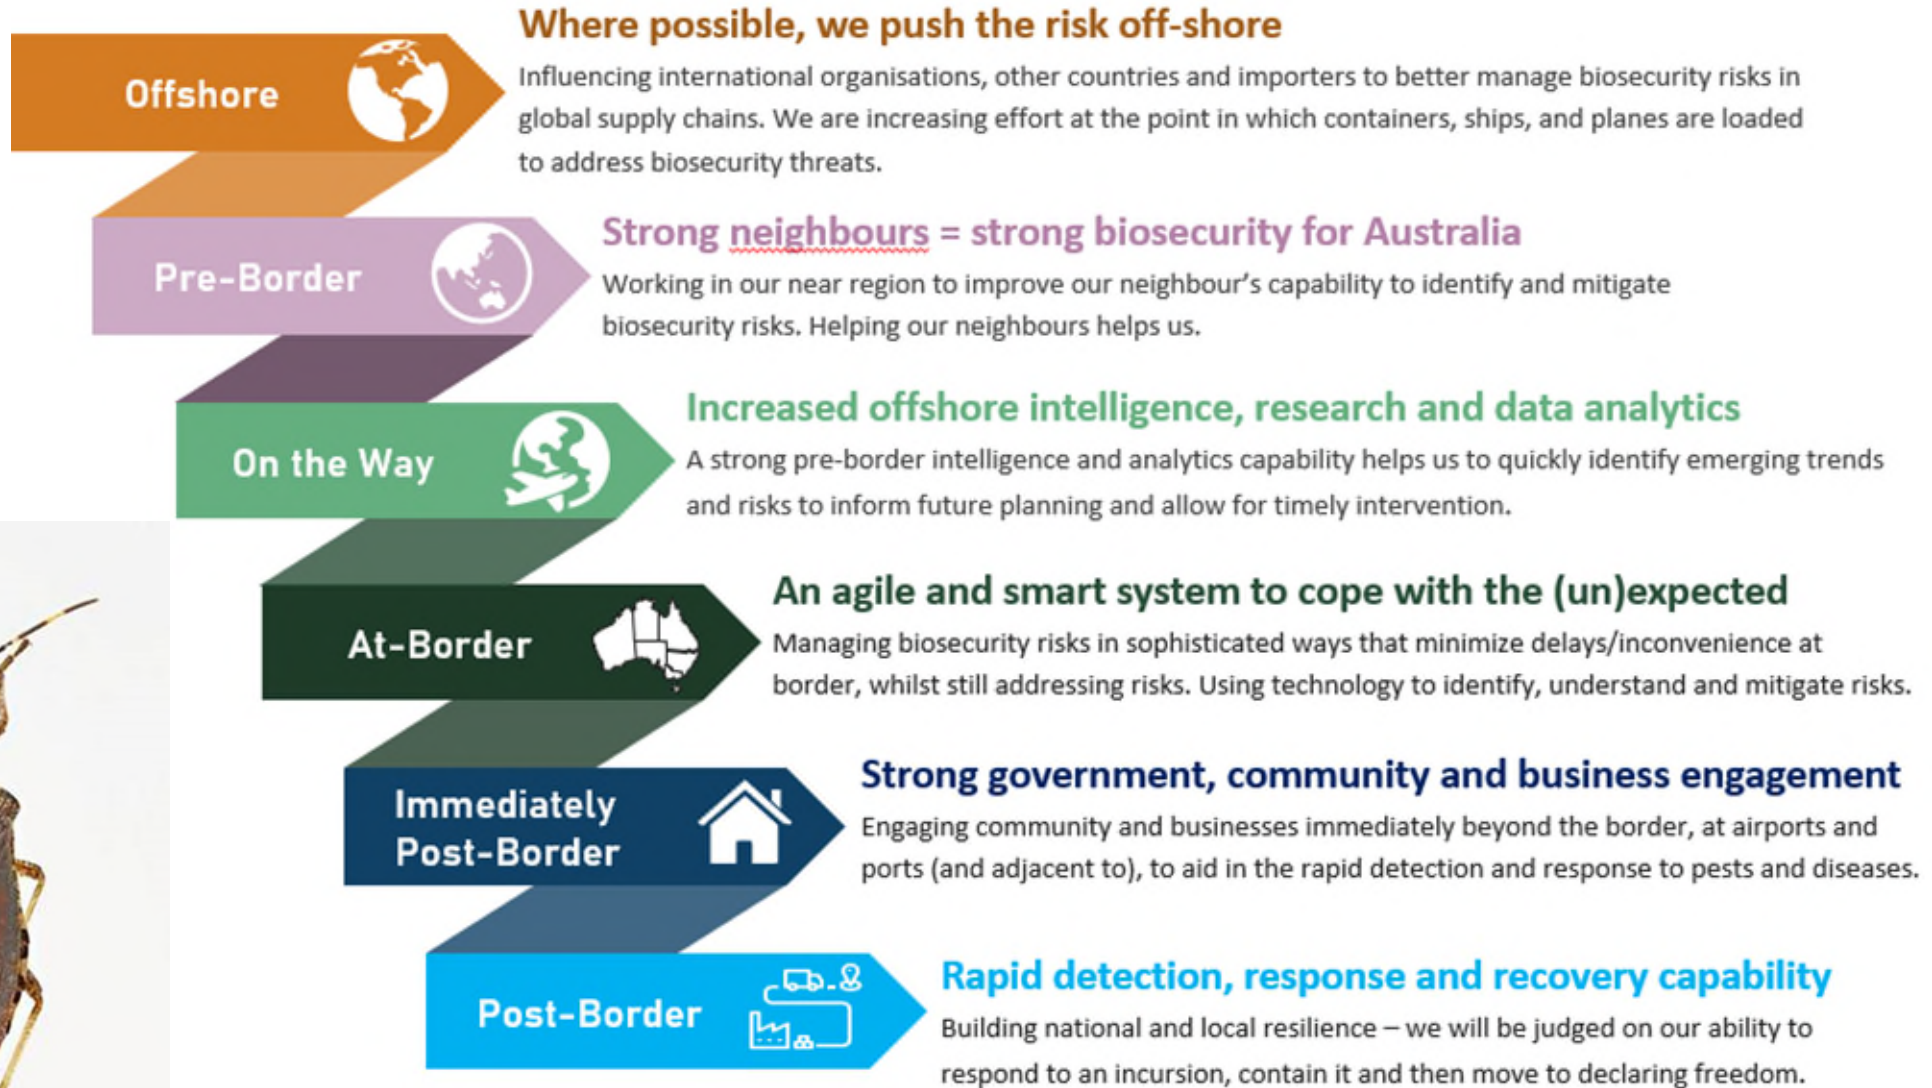 Where possible, we push the risk off-shore
Offshore
Influencing international organisations, other countries and importers to better manage biosecurity risks in
global supply chains. We are increasing effort at the point in which containers, ships, and planes are loaded
to address biosecurity threats.
Strong neighbours = strong biosecurity for Australia
Pre-Border
Working in our near region to improve our neighbour's capability to identify and mitigate
biosecurity risks. Helping our neighbours helps us.
Increased offshore intelligence, research and data analytics
On the Way
A strong pre-border intelligence and analytics capability helps us to quickly identify emerging trends
and risks to inform future planning and allow for timely intervention.
An agile and smart system to cope with the (un)expected
At-Border
Managing biosecurity risks in sophisticated ways that minimize delays/inconvenience at
border, whilst still addressing risks. Using technology to identify, understand and mitigate risks.
Strong government, community and business engagement
Immediately
Post-Border
Engaging community and businesses immediately beyond the border, at airports and
ports (and adjacent to), to aid in the rapid detection and response to pests and diseases.
Rapid detection, response and recovery capability
Post-Border
Building national and local resilience – we will be judged on our ability to
respond to an incursion, contain it and then move to declaring freedom.